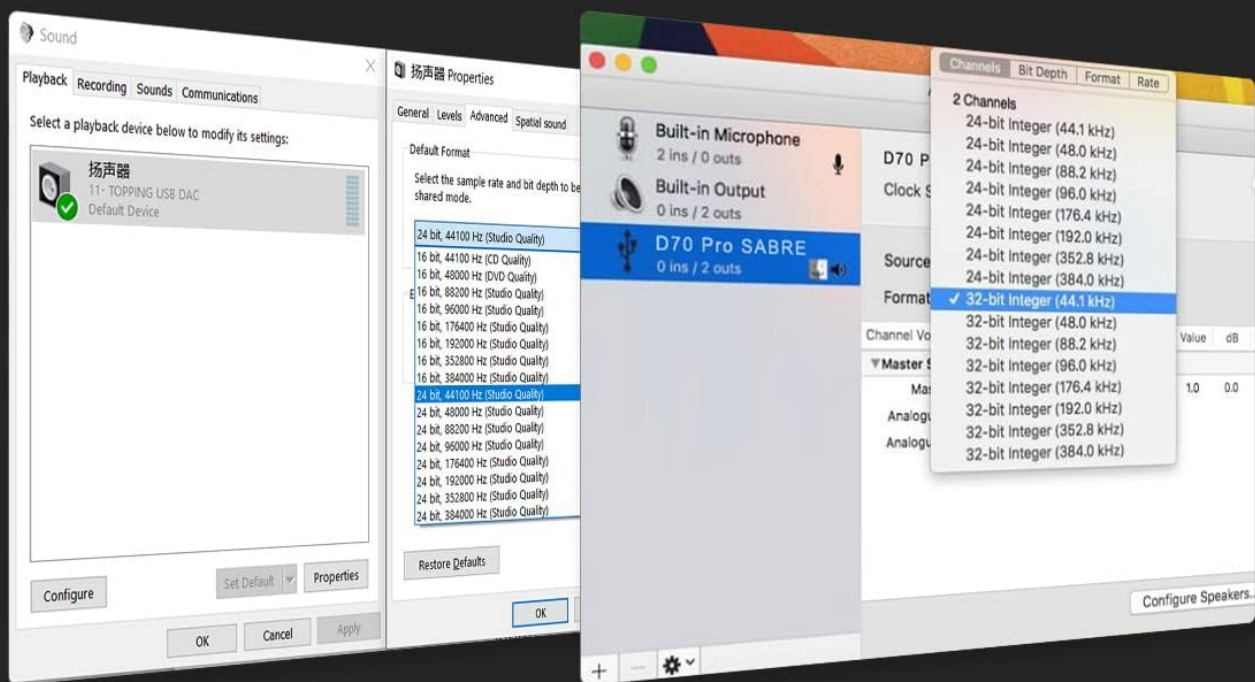 Sound
Playback Recording Sounds Communications
Select a playback device below to modify its settings:
扬声器
11- TOPPING USB DAC
Default Device
Configure
Set Default
Properties
OK
Cancel
Apply
扬声器 Properties
General Levels Advanced Spatial sound
Default Format
Select the sample rate and bit depth to be
shared mode.
24 bit, 44100 Hz (Studio Quality)
16 bit, 44100 Hz (CD Quality)
16 bit, 48000 Hz (DVD Quality)
16 bit, 88200 Hz (Studio Quality)
16 bit, 96000 Hz (Studio Quality)
16 bit, 176400 Hz (Studio Quality)
16 bit, 192000 Hz (Studio Quality)
16 bit, 352800 Hz (Studio Quality)
16 bit, 384000 Hz (Studio Quality)
24 bit, 44100 Hz (Studio Quality)
24 bit, 48000 Hz (Studio Quality)
24 bit, 88200 Hz (Studio Quality)
24 bit, 96000 Hz (Studio Quality)
24 bit, 176400 Hz (Studio Quality)
24 bit, 192000 Hz (Studio Quality)
24 bit, 352800 Hz (Studio Quality)
24 bit, 384000 Hz (Studio Quality)
Restore Defaults
OK
Built-in Microphone
2 ins / 0 outs
Built-in Output
0 ins / 2 outs
D70 Pro SABRE
0 ins / 2 outs
D70 P
Clock S
Source
Format
Channel Vo
Value dB
Master S
Mas
1.0 0.0
Analogu
Analogu
Channels Bit Depth Format Rate
2 Channels
24-bit Integer (44.1 kHz)
24-bit Integer (48.0 kHz)
24-bit Integer (88.2 kHz)
24-bit Integer (96.0 kHz)
24-bit Integer (176.4 kHz)
24-bit Integer (192.0 kHz)
24-bit Integer (352.8 kHz)
24-bit Integer (384.0 kHz)
✓ 32-bit Integer (44.1 kHz)
32-bit Integer (48.0 kHz)
32-bit Integer (88.2 kHz)
32-bit Integer (96.0 kHz)
32-bit Integer (176.4 kHz)
32-bit Integer (192.0 kHz)
32-bit Integer (352.8 kHz)
32-bit Integer (384.0 kHz)
Configure Speakers..